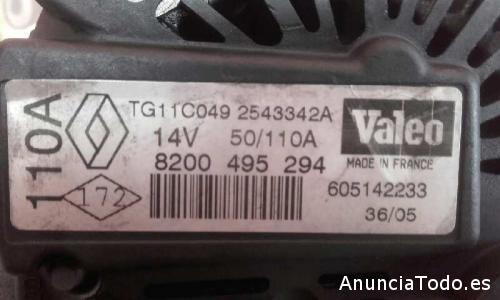 110A
172
TG11C049 2543342A
14V 50/110A
8200 495 294
Valeo
MADE IN FRANCE
605142233
36/05
AnunciaTodo.es